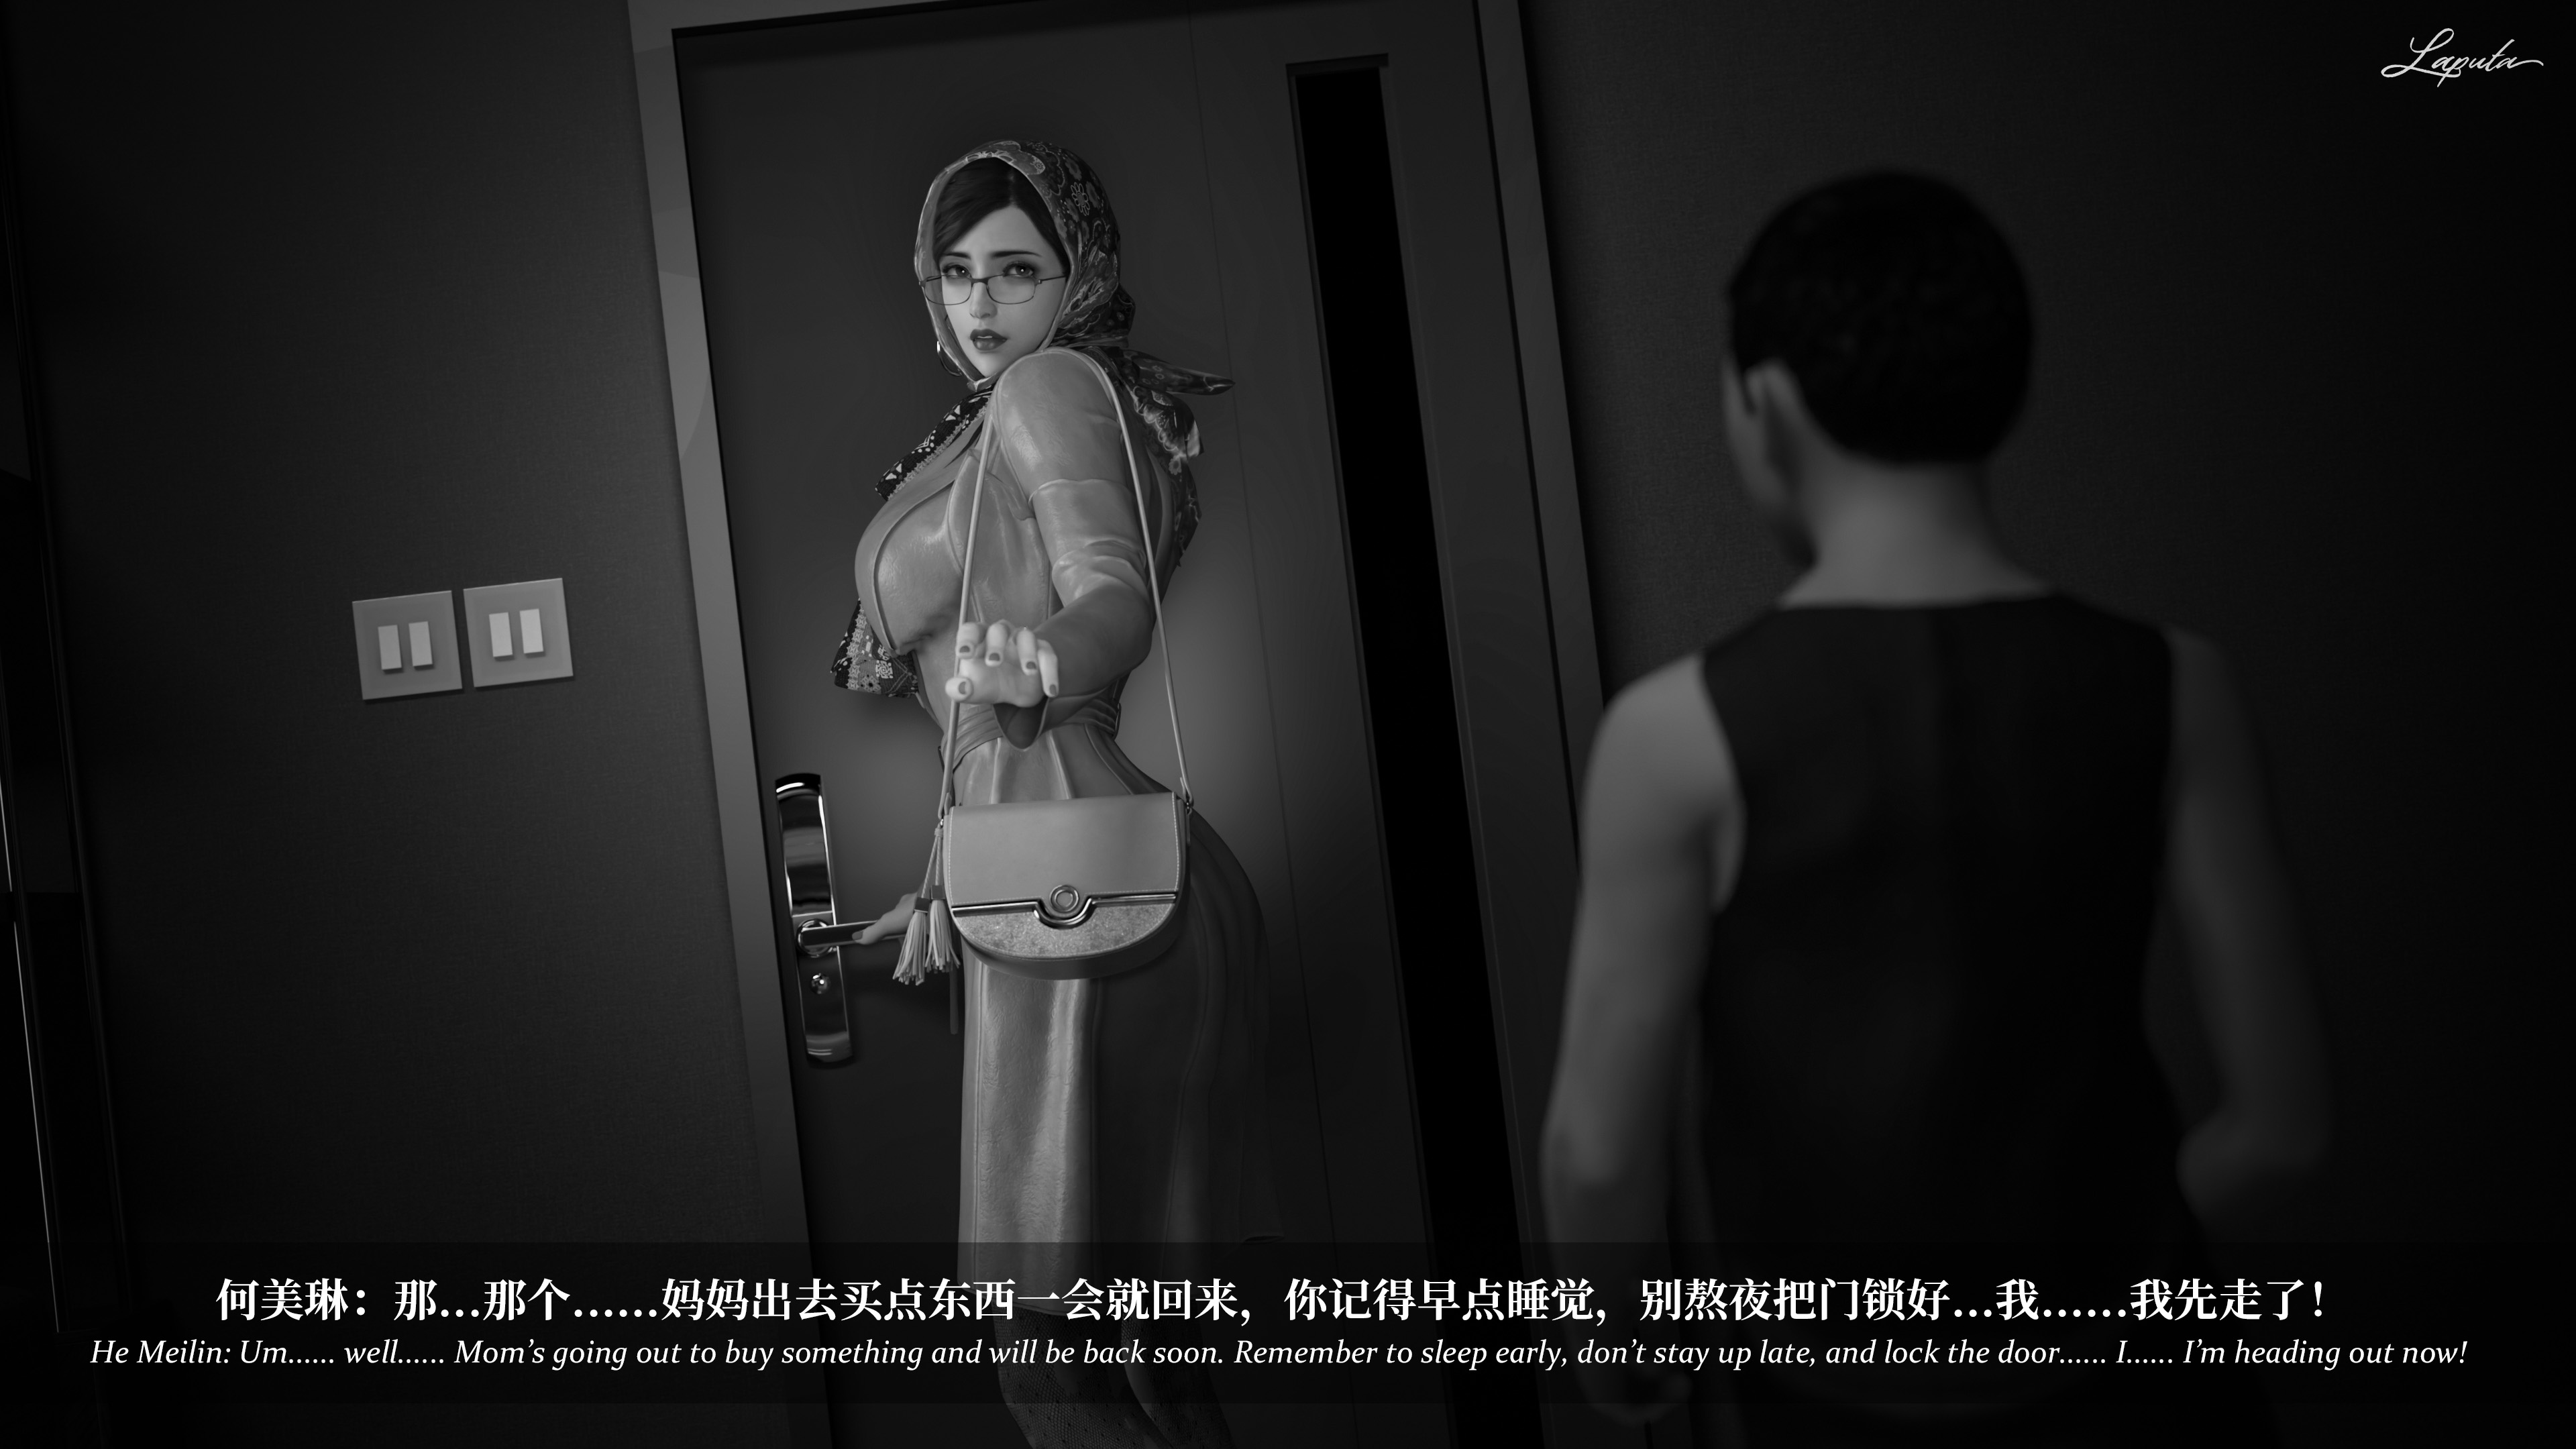 Laputa
何美琳：那...那个......妈妈出去买点东西一会就回来，你记得早点睡觉，别熬夜把门锁好...我......我先走了！
He Meilin: Um...... well...... Mom’s going out to buy something and will be back soon. Remember to sleep early, don’t stay up late, and lock the door...... I...... I’m heading out now!